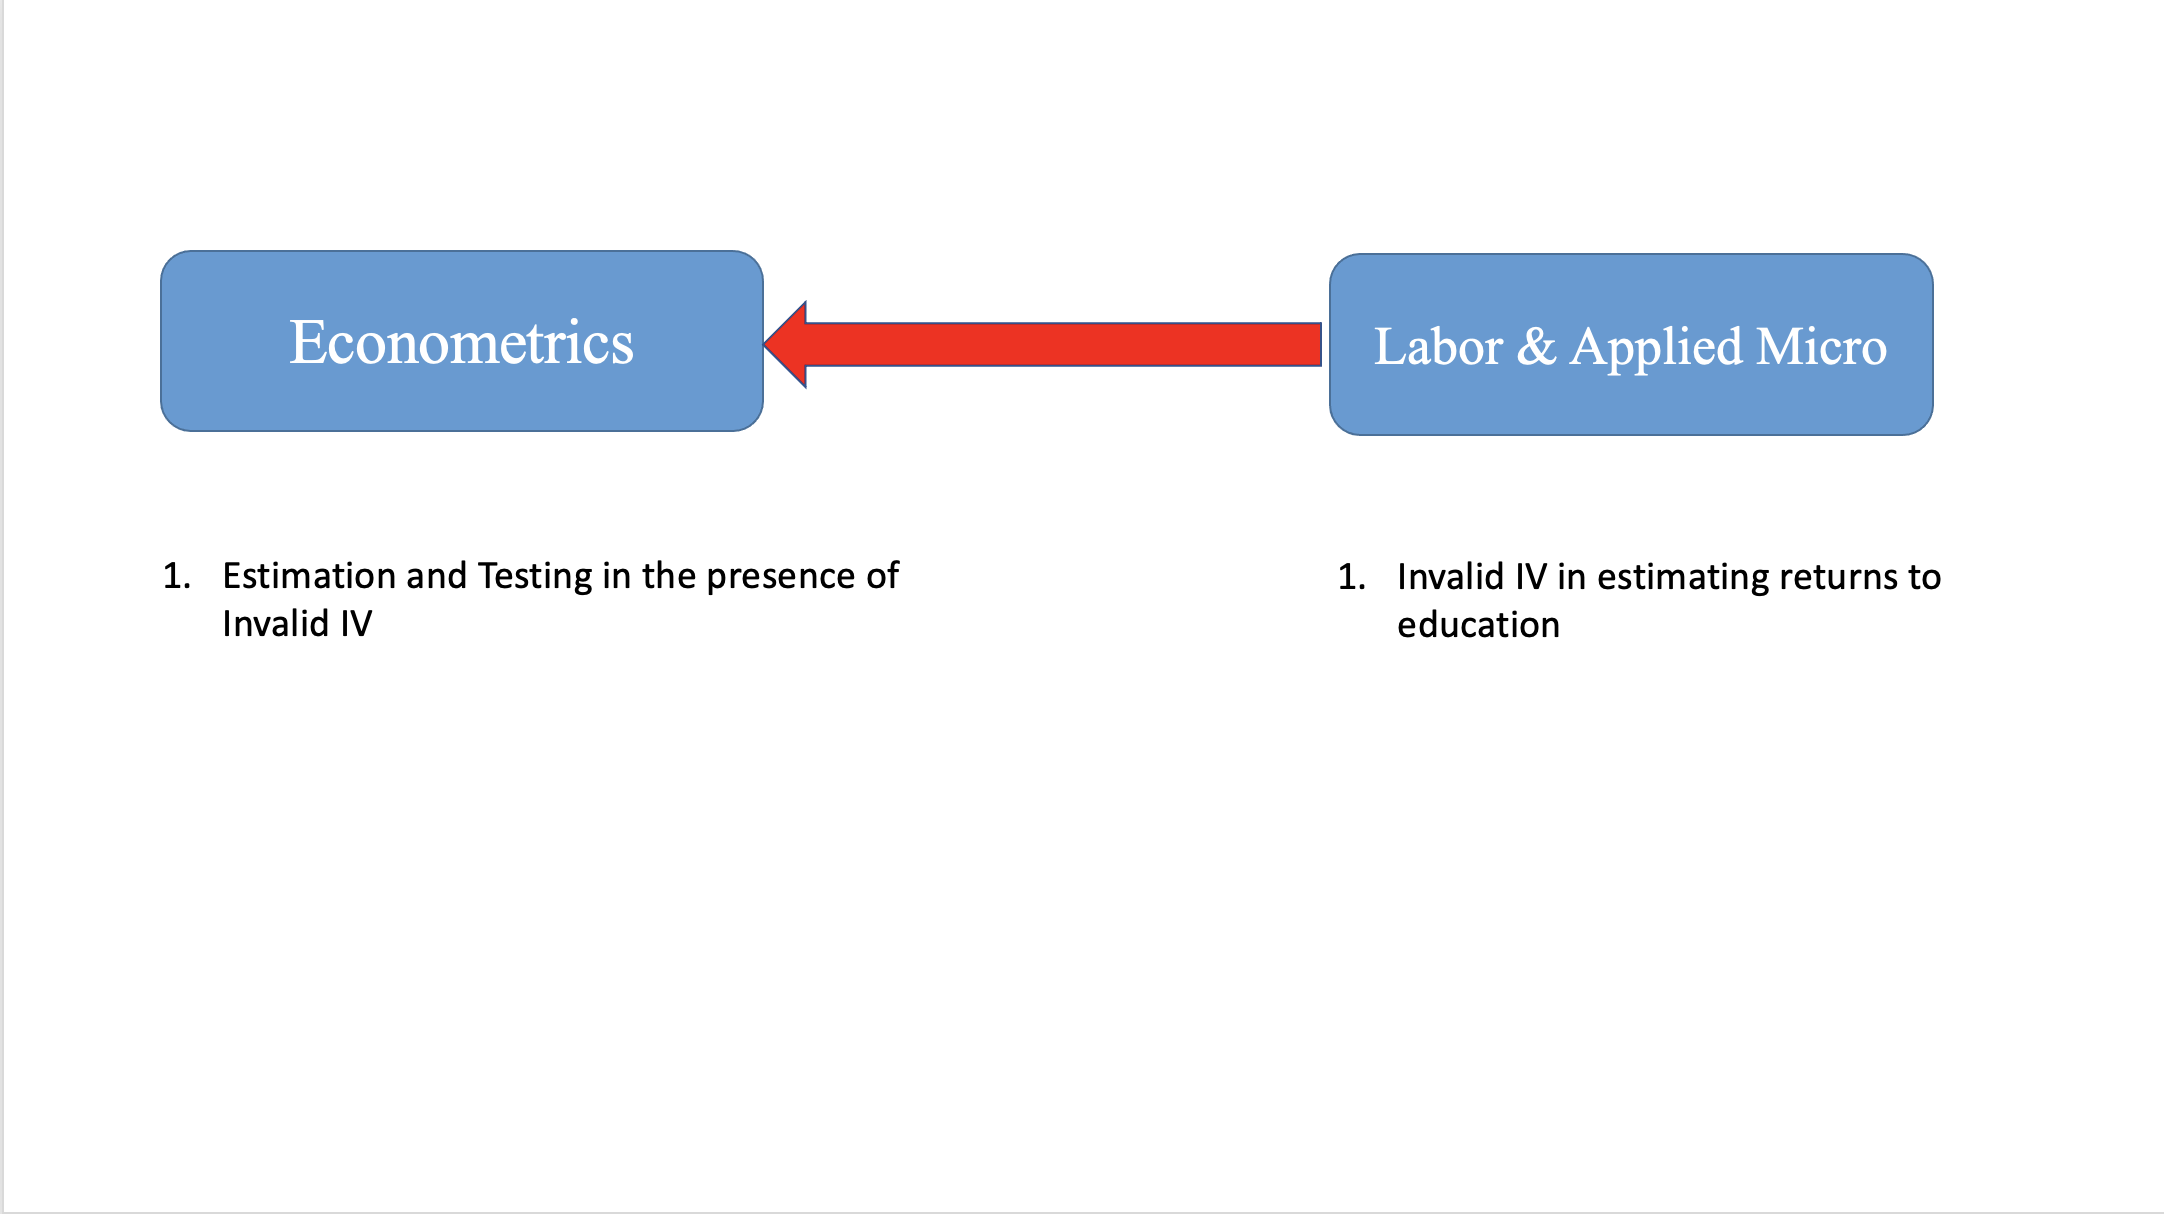 Econometrics
Labor & Applied Micro
1. Estimation and Testing in the presence of
Invalid IV
1. Invalid IV in estimating returns to
education